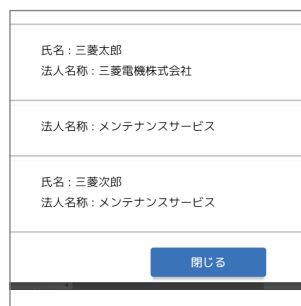 氏名 : 三菱太郎
法人名称 : 三菱電機株式会社
法人名称 : メンテナンスサービス
氏名 : 三菱次郎
法人名称 : メンテナンスサービス
閉じる